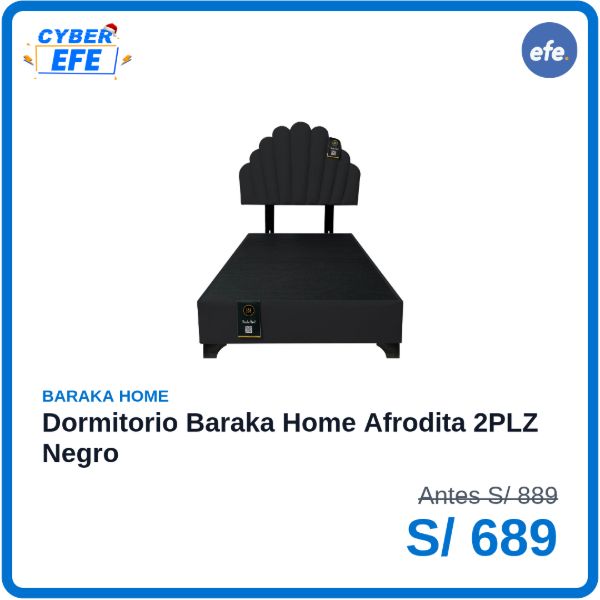 CYBER
EFE
efe.
BARAKA HOME
Dormitorio Baraka Home Afrodita 2PLZ
Negro
Antes S/ 889
S/ 689